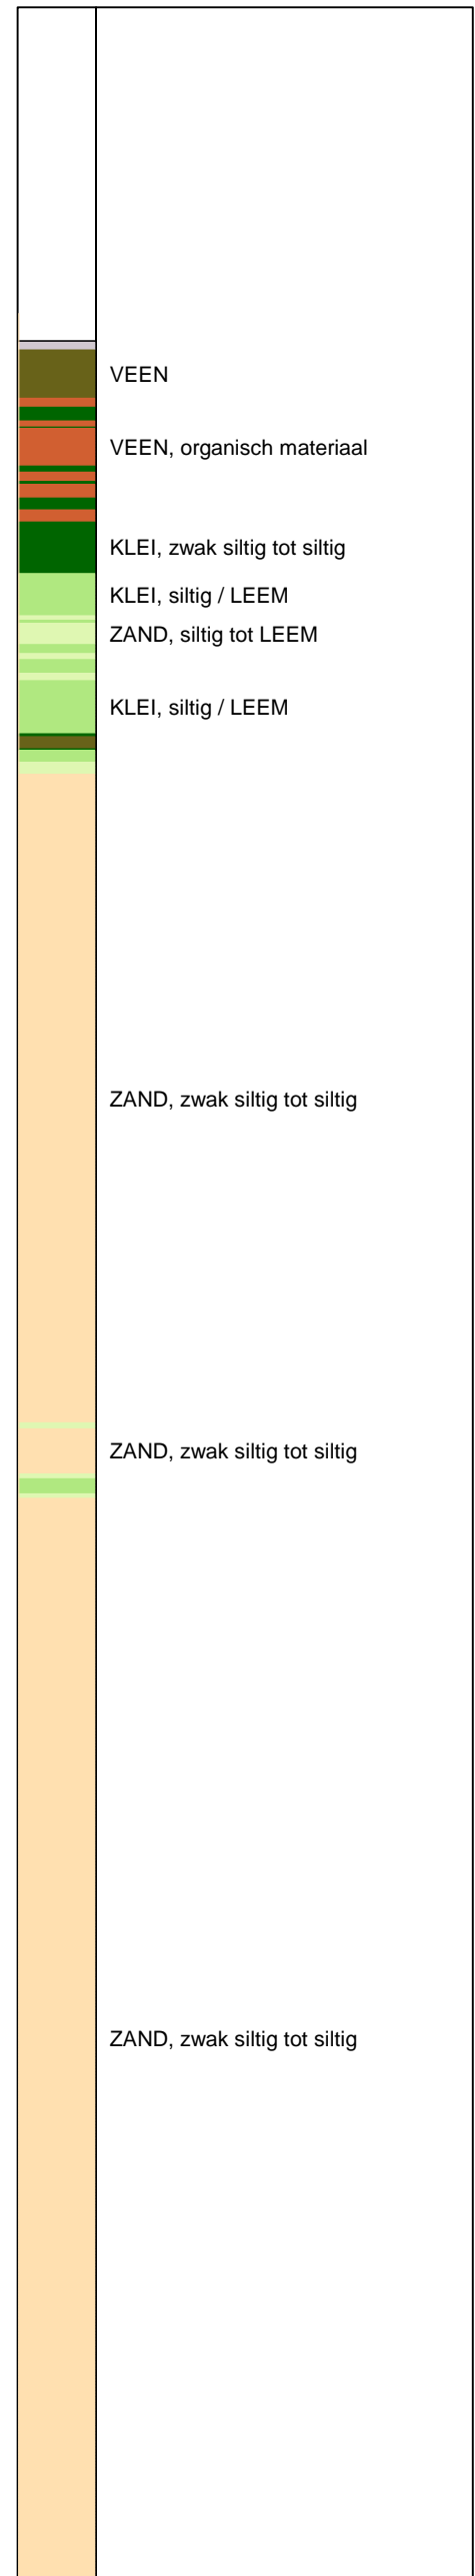 VEEN
VEEN, organisch materiaal
KLEI, zwak siltig tot siltig
KLEI, siltig / LEEM
ZAND, siltig tot LEEM
KLEI, siltig / LEEM
ZAND, zwak siltig tot siltig
ZAND, zwak siltig tot siltig
ZAND, zwak siltig tot siltig